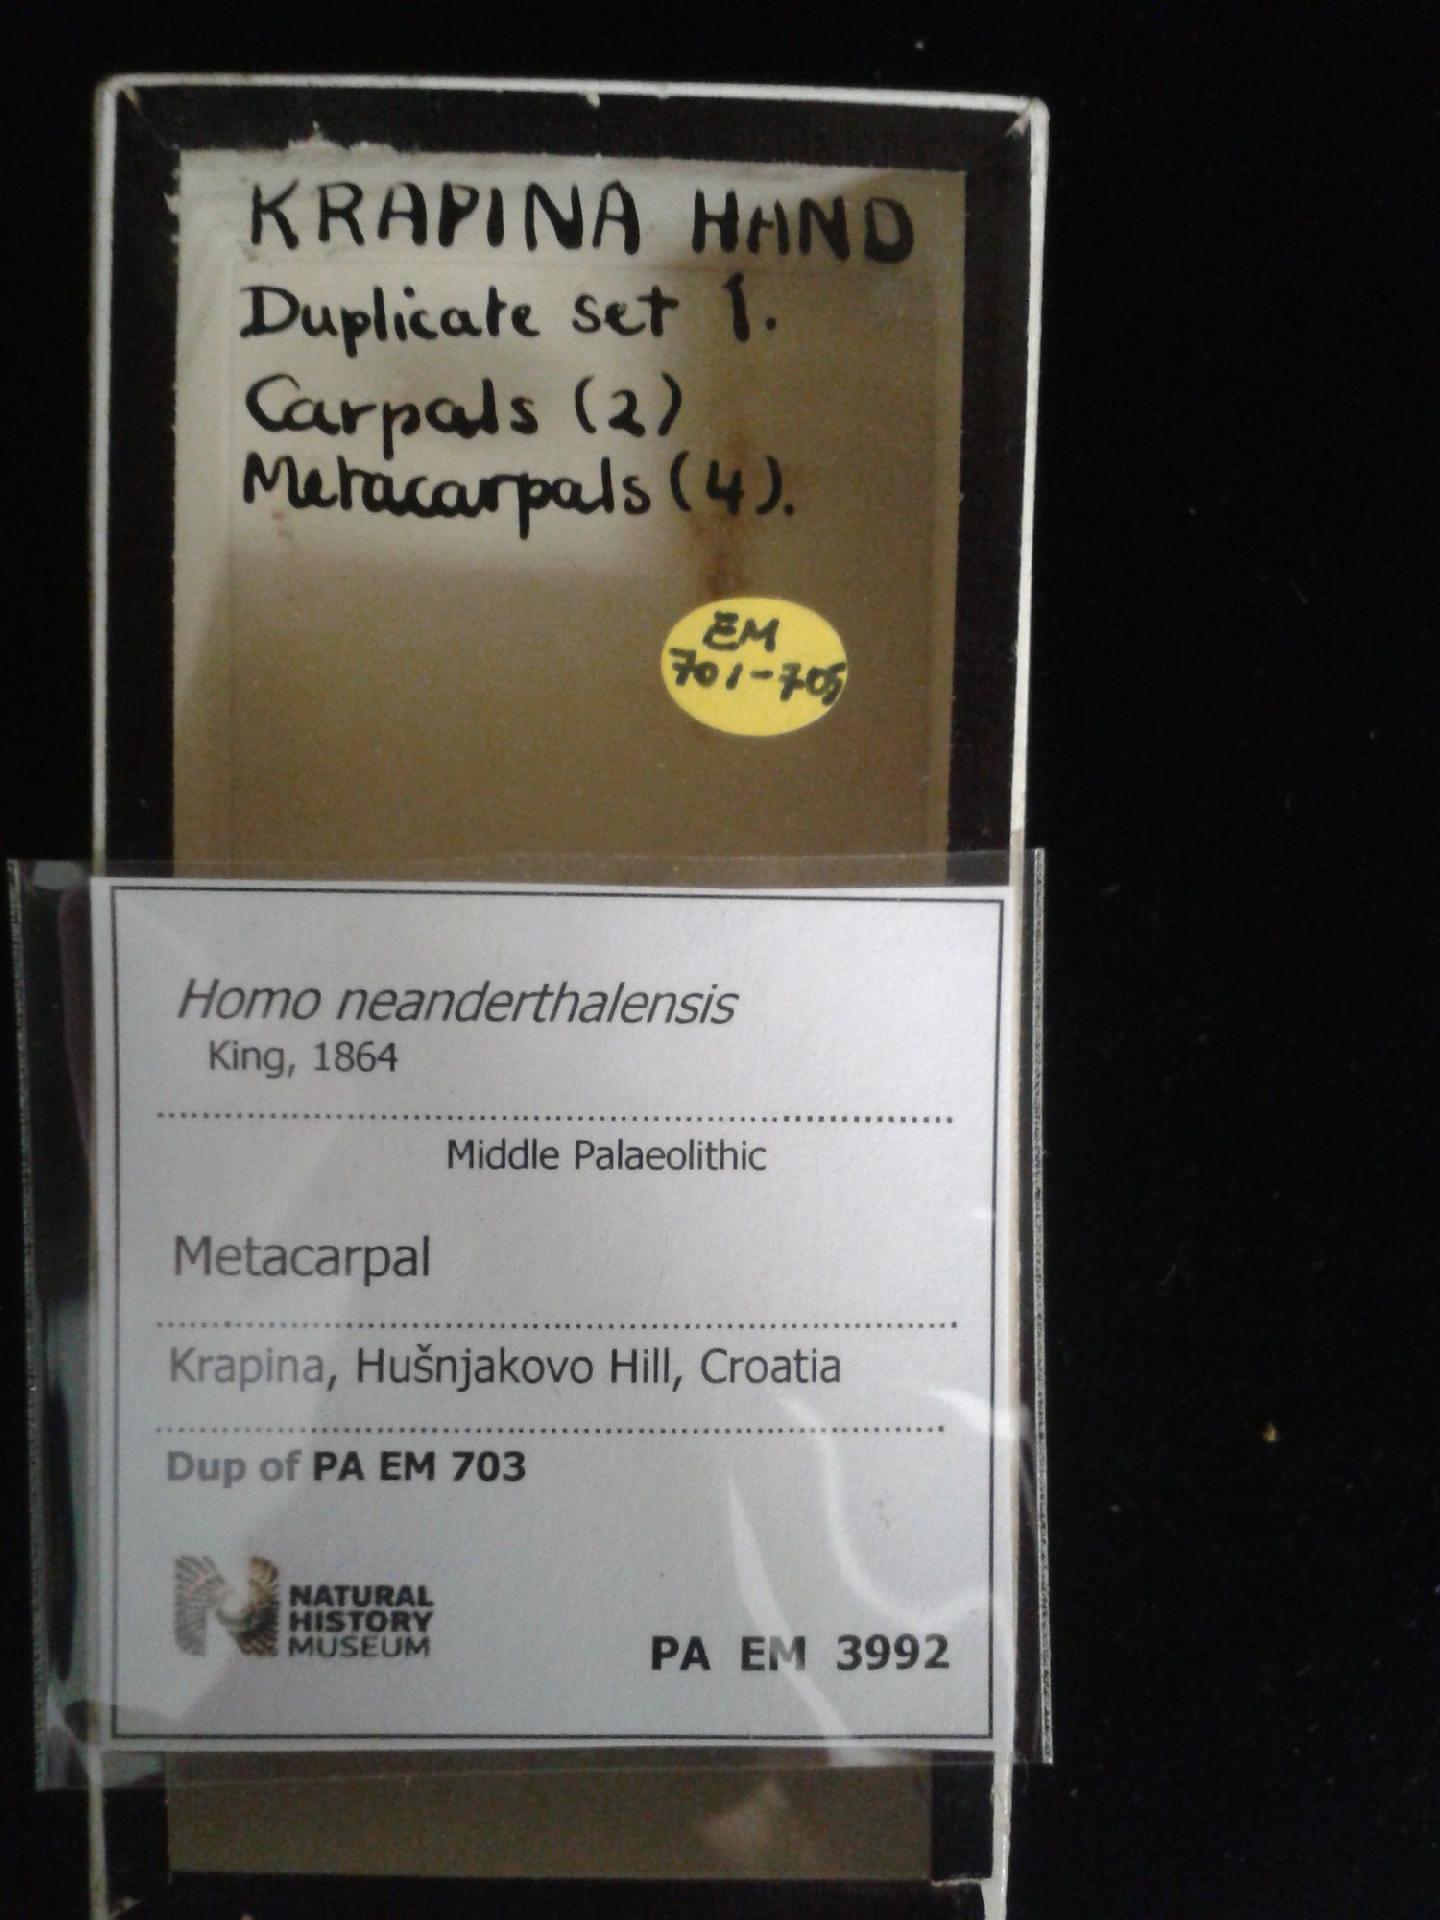 KRAPINA HAND
Duplicate set 1.
Carpals (2)
Metacarpals (4).
EM
701-705
Homo neanderthalensis
King, 1864
Middle Palaeolithic
Metacarpal
Krapina, Hušnjakovo Hill, Croatia
Dup of PA EM 703
NATURAL
HISTORY
MUSEUM
PA EM 3992